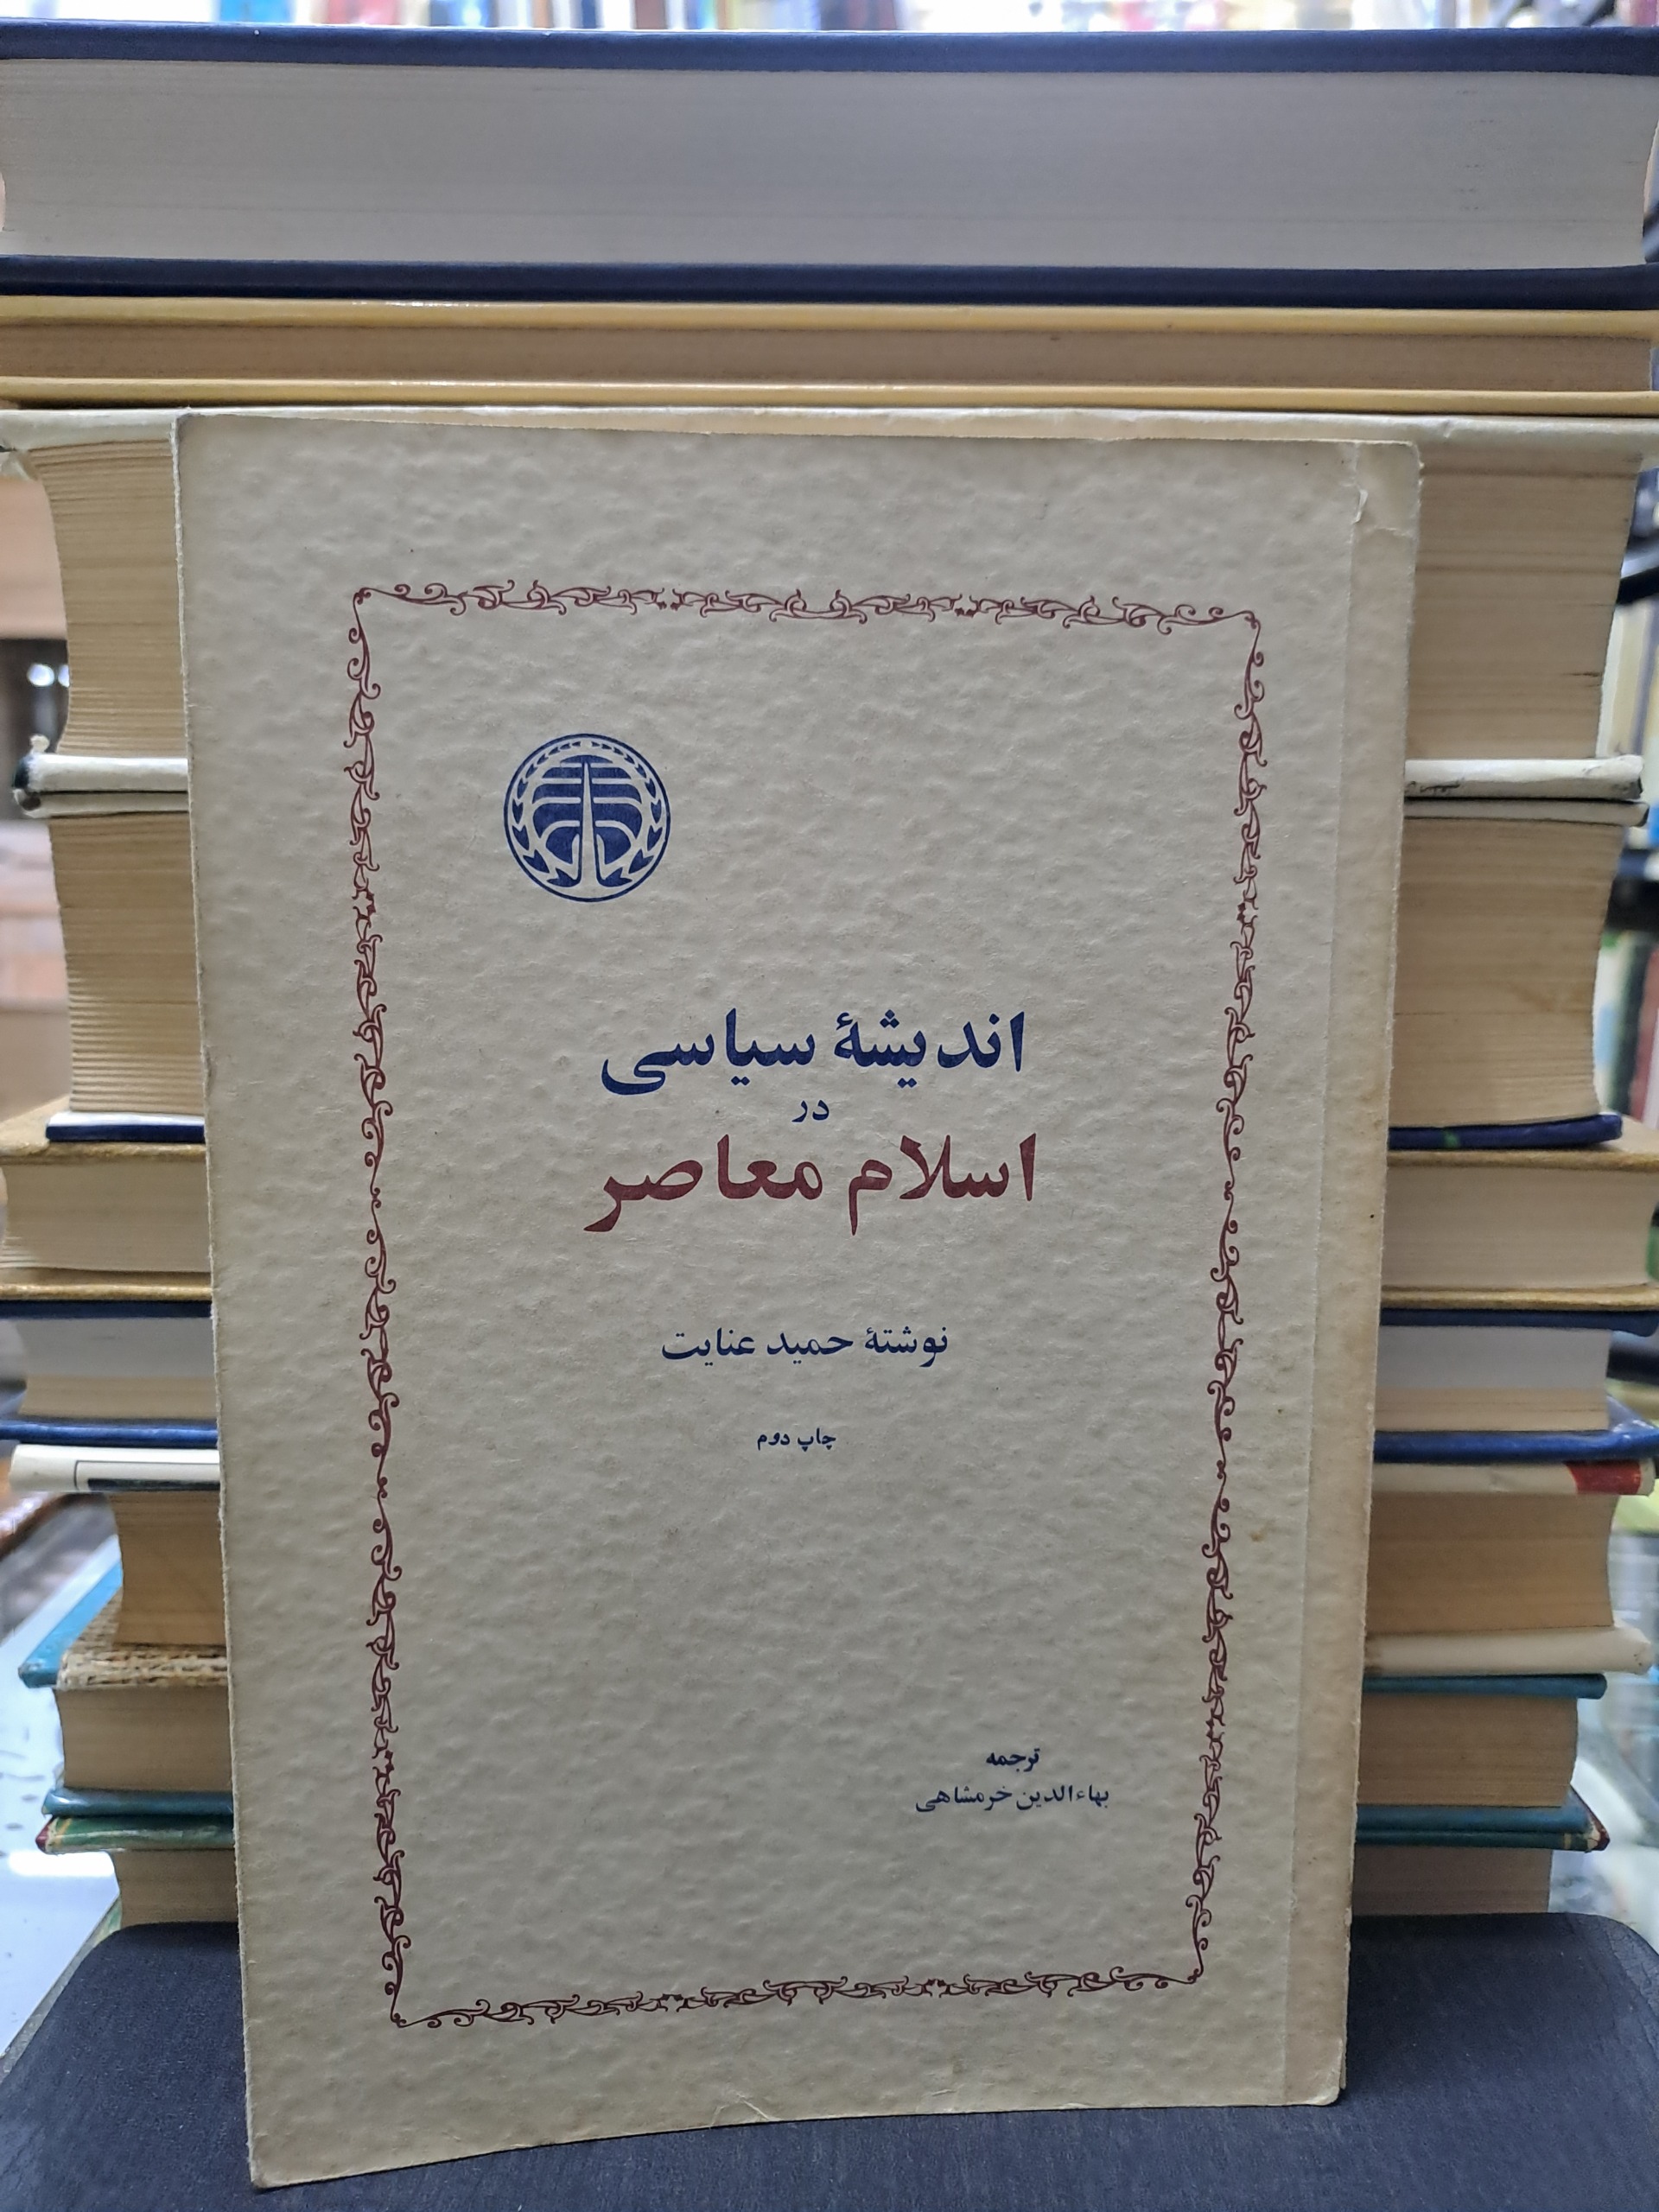 اندیشهٔ سیاسی
در
اسلام معاصر
نوشتهٔ حمید عنایت
چاپ دوم
ترجمه
بهاءالدین خرمشاهی